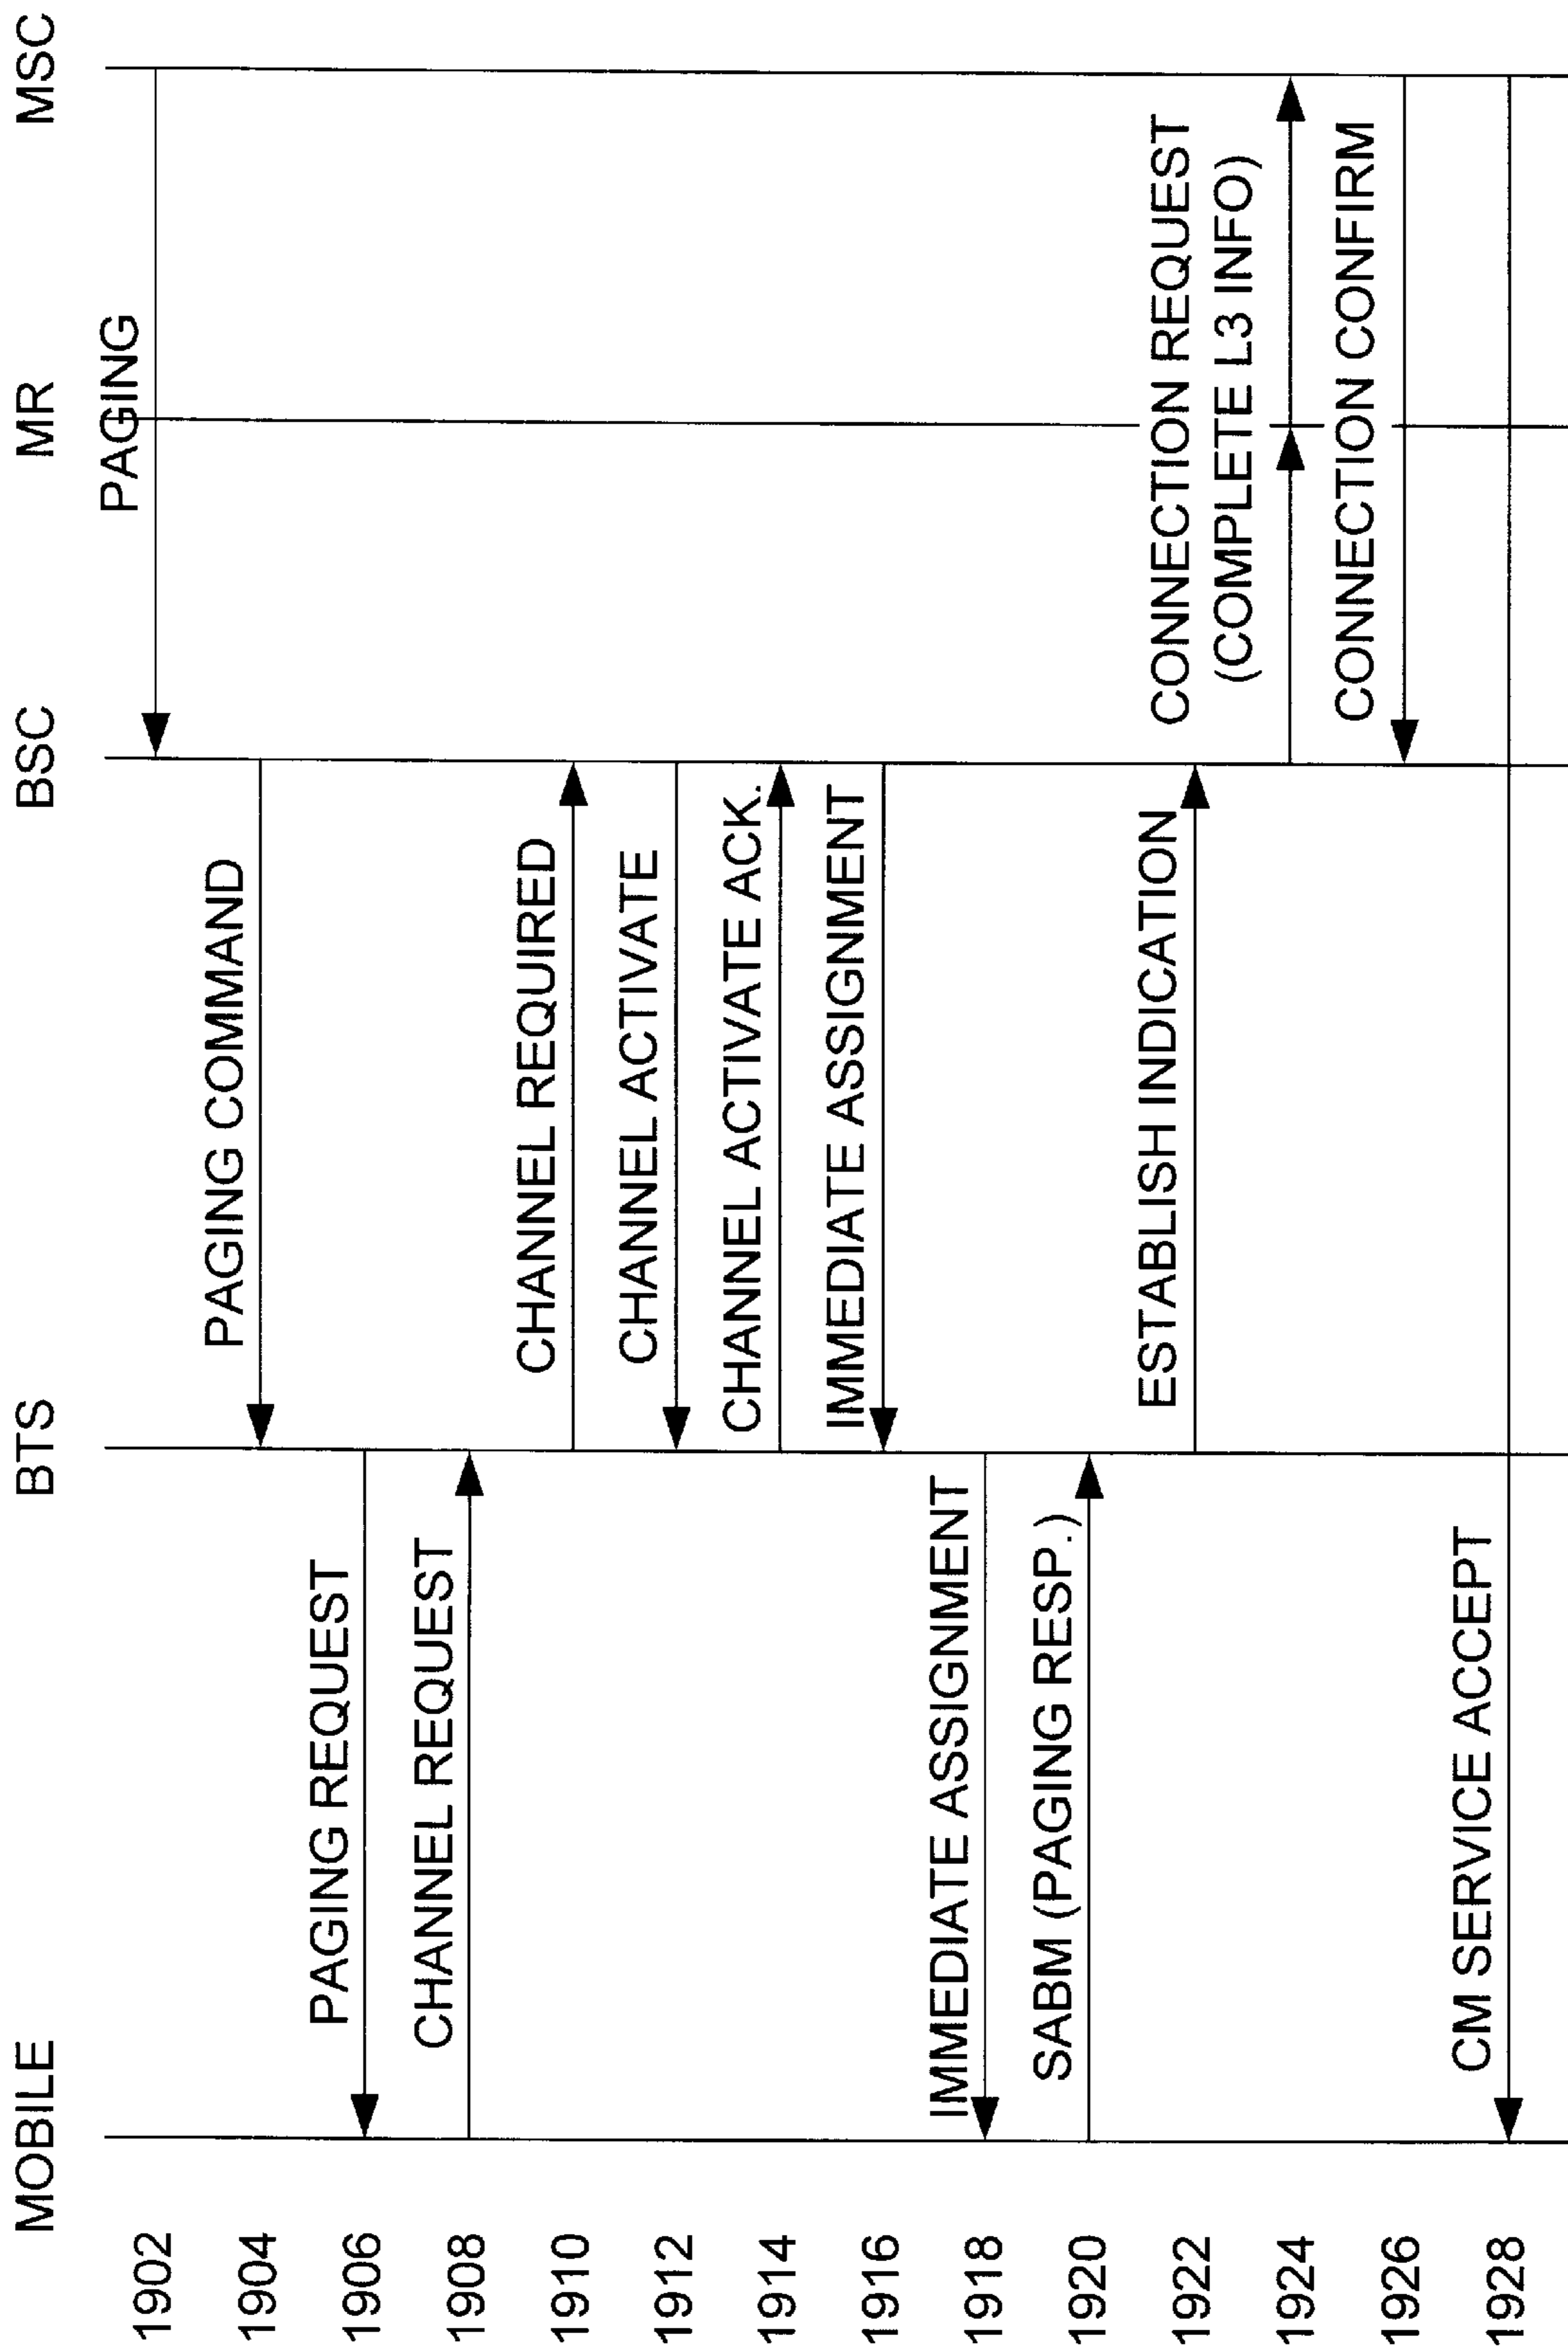 MOBILE
BTS
BSC
MR
MSC
1902
PAGING
1904
PAGING COMMAND
1906
PAGING REQUEST
1908
CHANNEL REQUEST
1910
CHANNEL REQUIRED
1912
CHANNEL ACTIVATE
1914
CHANNEL ACTIVATE ACK.
1916
IMMEDIATE ASSIGNMENT
1918
IMMEDIATE ASSIGNMENT
1920
SABM (PAGING RESP.)
1922
ESTABLISH INDICATION
1924
CONNECTION REQUEST
(COMPLETE L3 INFO)
1926
CONNECTION CONFIRM
1928
CM SERVICE ACCEPT